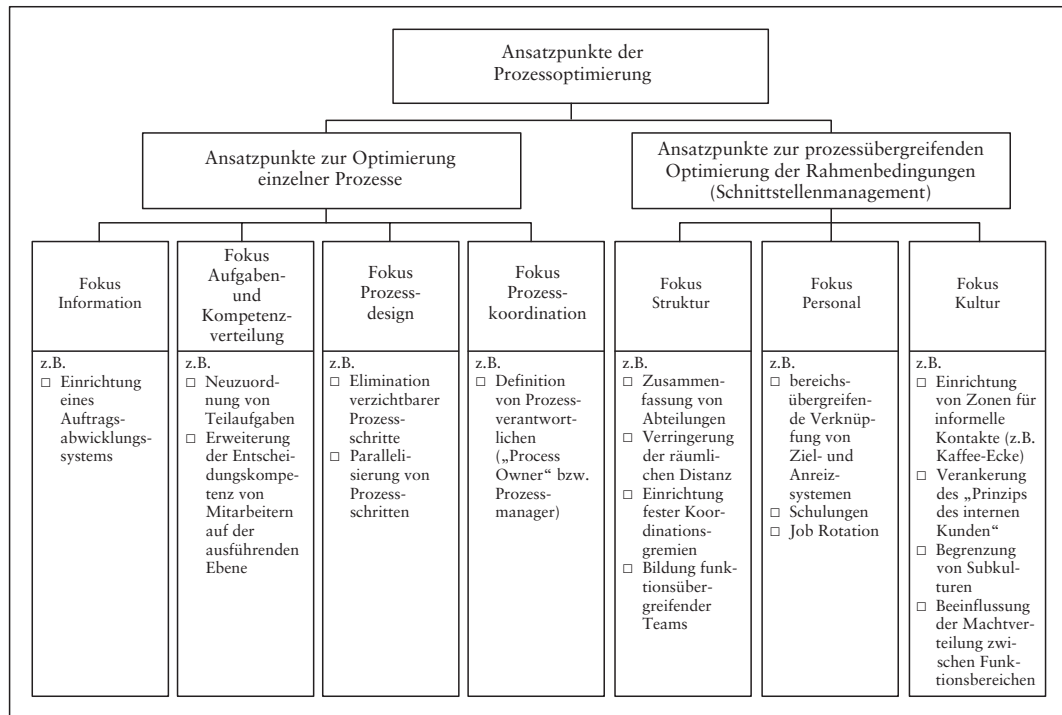 Ansatzpunkte der
Prozessoptimierung
Ansatzpunkte zur Optimierung
einzelner Prozesse
Ansatzpunkte zur prozessübergreifenden
Optimierung der Rahmenbedingungen
(Schnittstellenmanagement)
Fokus
Information
Fokus
Aufgaben-
und
Kompetenz-
verteilung
Fokus
Prozess-
design
Fokus
Prozess-
koordination
Fokus
Struktur
Fokus
Personal
Fokus
Kultur
z.B.
□ Einrichtung
eines
Auftrags-
abwicklungs-
systems
z.B.
□ Neuzuord-
nung von
Teilaufgaben
□ Erweiterung
der Entschei-
dungskompe-
tenz von
Mitarbeitern
auf der
ausführenden
Ebene
z.B.
□ Elimination
verzichtbarer
Prozess-
schritte
□ Paralleli-
sierung von
Prozess-
schritten
z.B.
□ Definition
von Prozess-
verantwort-
lichen
(„Process
Owner“ bzw.
Prozess-
manager)
z.B.
□ Zusammen-
fassung von
Abteilungen
□ Verringerung
der räum-
lichen Distanz
□ Einrichtung
fester Koor-
dinations-
gremien
□ Bildung funk-
tionsüber-
greifender
Teams
z.B.
□ bereichs-
übergreifen-
de Verknüp-
fung von
Ziel- und
Anreiz-
systemen
□ Schulungen
□ Job Rotation
z.B.
□ Einrichtung
von Zonen für
informelle
Kontakte (z.B.
Kaffee-Ecke)
□ Verankerung
des „Prinzips
des internen
Kunden“
□ Begrenzung
von Subkul-
turen
□ Beeinflussung
der Machtver-
teilung zwi-
schen Funk-
tionsbereichen